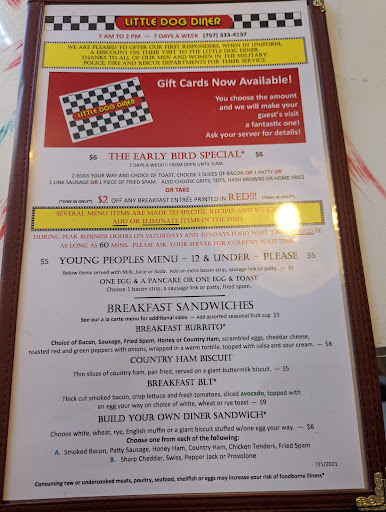 LITTLE DOG DINER
7 AM TO 2 PM – 7 DAYS A WEEK (757) 333-4137
WE ARE PLEASED TO OFFER OUR FIRST RESPONDERS, WHEN IN UNIFORM,
A DISCOUNT ON THEIR VISIT TO THE LITTLE DOG DINER.
THANKS TO ALL OF OUR MEN AND WOMEN IN THE MILITARY,
POLICE, FIRE AND RESCUE DEPARTMENTS FOR THEIR SERVICE.
Gift Cards Now Available!
LITTLE DOG DINER
You choose the amount
and we will make your
guest's visit
a fantastic one!
Ask your server for details!
$6 THE EARLY BIRD SPECIAL* $6
7 DAYS A WEEK!! FROM OPEN UNTIL 9 AM.
2 EGGS YOUR WAY AND CHOICE OF TOAST, CHOOSE 2 SLICES OF BACON OR 1 PATTY OR
1 LINK SAUSAGE OR 1 PIECE OF FRIED SPAM. ALSO CHOOSE GRITS, TOTS, HASH BROWNS OR HOME FRIES
OR TAKE
(*DINE IN ONLY*) $2 OFF ANY BREAKFAST ENTRÉE PRINTED IN RED!!! (*DINE IN ONLY*)
SEVERAL MENU ITEMS ARE MADE TO SPECIFIC RECIPES AND WE
ADD OR ELIMINATE ITEMS IN THE DISH.
DURING PEAK BUSINESS HOURS ON SATURDAYS AND SUNDAYS FOOD WAIT BE
AS LONG AS 60 MINS. PLEASE ASK YOUR SERVER FOR CURRENT WAIT
$5 YOUNG PEOPLES MENU – 12 & UNDER – PLEASE $5
Below items served with Milk, Juice or Soda. Add an extra bacon strip, sausage link or patty. — $1
ONE EGG & A PANCAKE OR ONE EGG & TOAST
Choose 1 bacon strip, a sausage link or patty, fried spam.
BREAKFAST SANDWICHES
See our a la carte menu for additional sides — Add assorted seasonal fruit cup $3
BREAKFAST BURRITO*
Choice of Bacon, Sausage, Fried Spam, Honey or Country Ham, scrambled eggs, cheddar cheese,
roasted red and green peppers with onions, wrapped in a warm tortilla, topped with salsa and sour cream. — $8
COUNTRY HAM BISCUIT
Thin slices of country ham, pan fried, served on a giant buttermilk biscuit. — $5
BREAKFAST BLT*
Thick cut smoked bacon, crisp lettuce and fresh tomatoes, sliced avocado, topped with
an egg your way on choice of white, wheat or rye toast — $9
BUILD YOUR OWN DINER SANDWICH*
Choose white, wheat, rye, English muffin or a giant biscuit stuffed w/one egg your way. — $6
Choose one from each of the following:
A. Smoked Bacon, Patty Sausage, Honey Ham, Country Ham, Chicken Tenders, Fried Spam
B. Sharp Cheddar, Swiss, Pepper Jack or Provolone
7/1/2021
Consuming raw or undercooked meats, poultry, seafood, shellfish or eggs may increase your risk of foodborne illness*